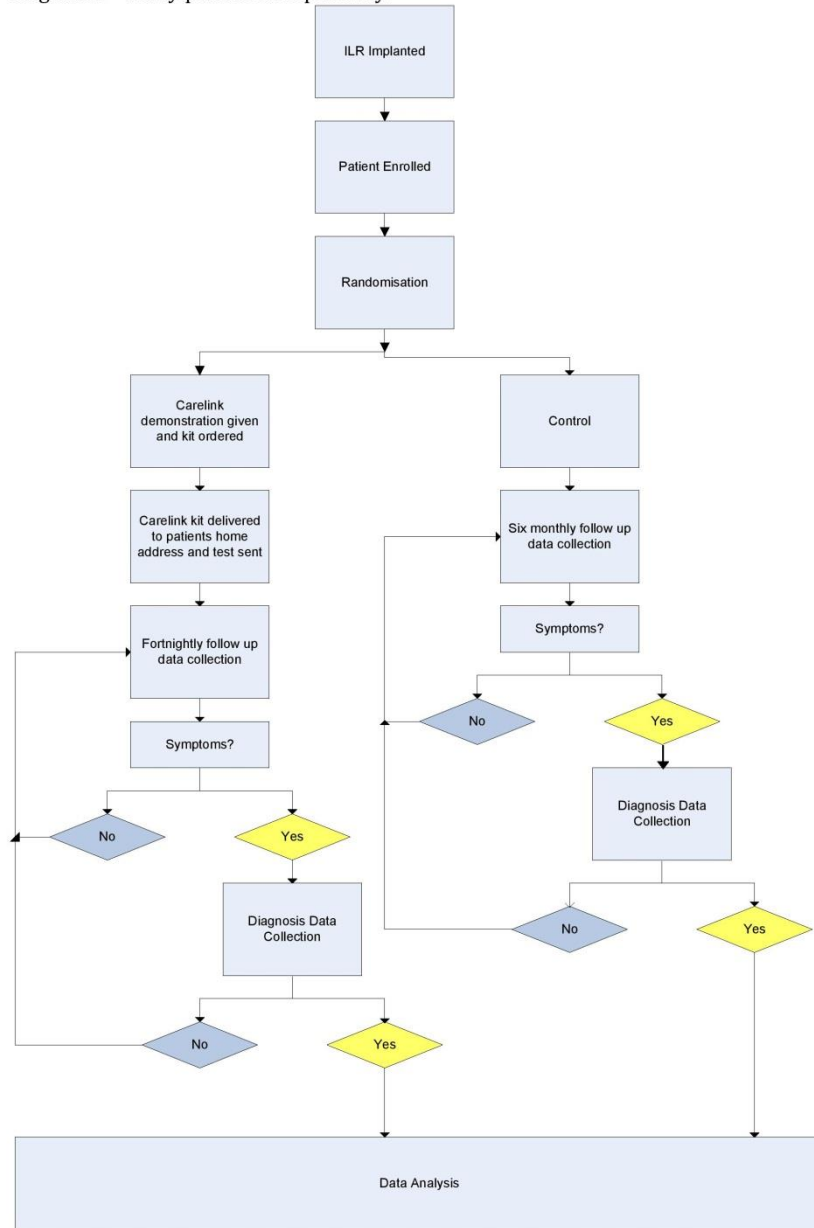 ILR Implanted
Patient Enrolled
Randomisation
Carelink
demonstration given
and kit ordered
Carelink kit delivered
to patients home
address and test sent
Fortnightly follow up
data collection
Symptoms?
No
Yes
Diagnosis Data
Collection
No
Yes
Control
Six monthly follow up
data collection
Symptoms?
No
Yes
Diagnosis Data
Collection
No
Yes
Data Analysis